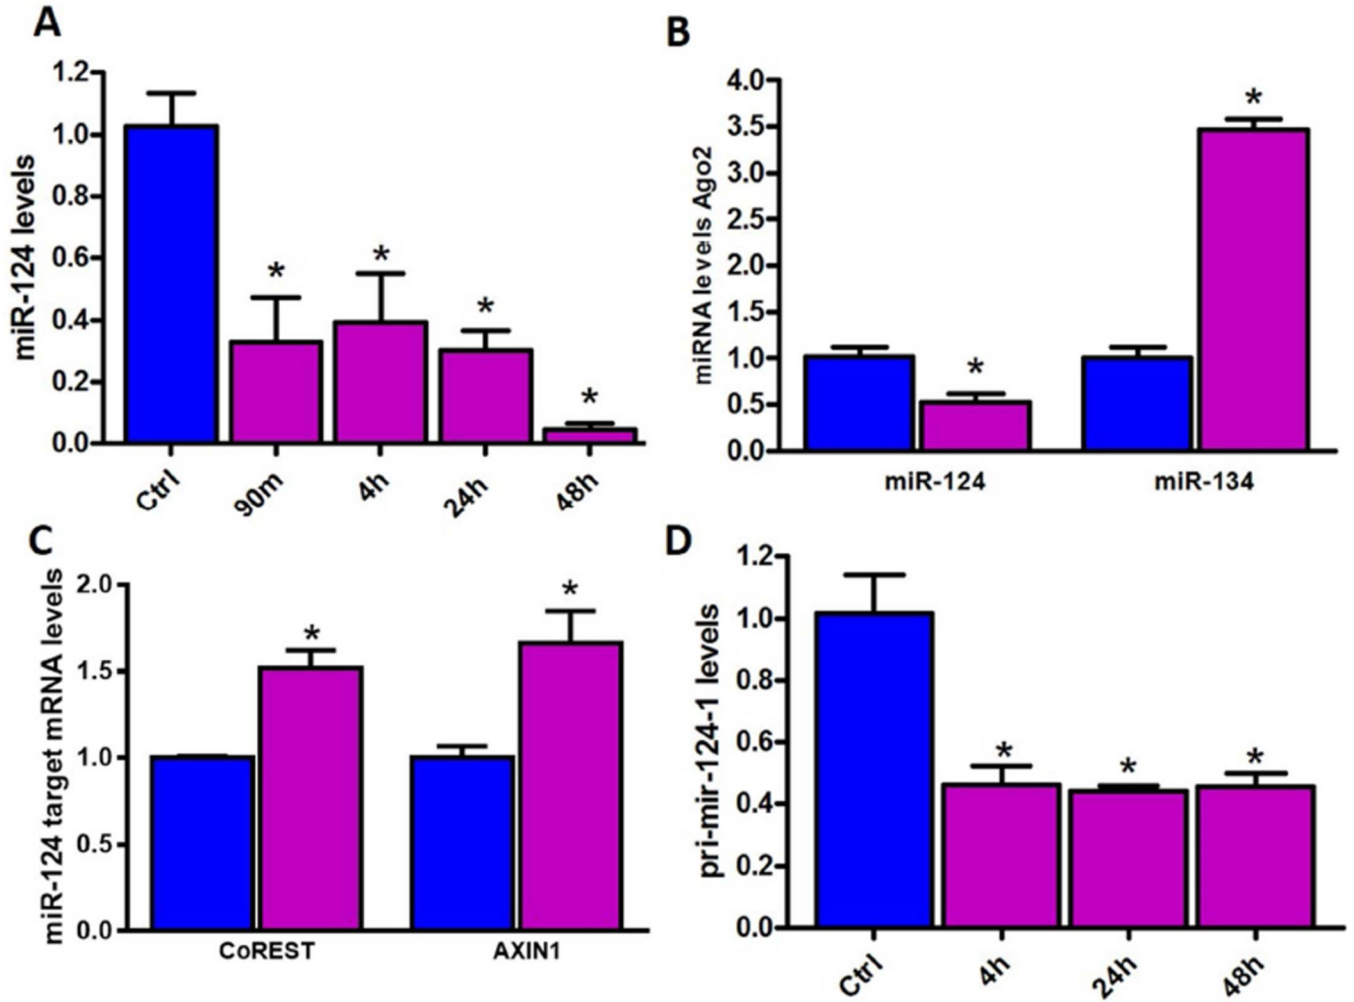 A
miR-124 levels
1.2
1.0
0.8
0.6
0.4
0.2
0.0
*
*
*
*
Ctrl
90m
4h
24h
48h
B
miRNA levels Ago2
4.0
3.5
3.0
2.5
2.0
1.5
1.0
0.5
0.0
*
*
miR-124
miR-134
C
miR-124 target mRNA levels
2.0
1.5
1.0
0.5
0.0
*
*
CoREST
AXIN1
D
pri-mir-124-1 levels
1.2
1.0
0.8
0.6
0.4
0.2
0.0
*
*
*
Ctrl
4h
24h
48h